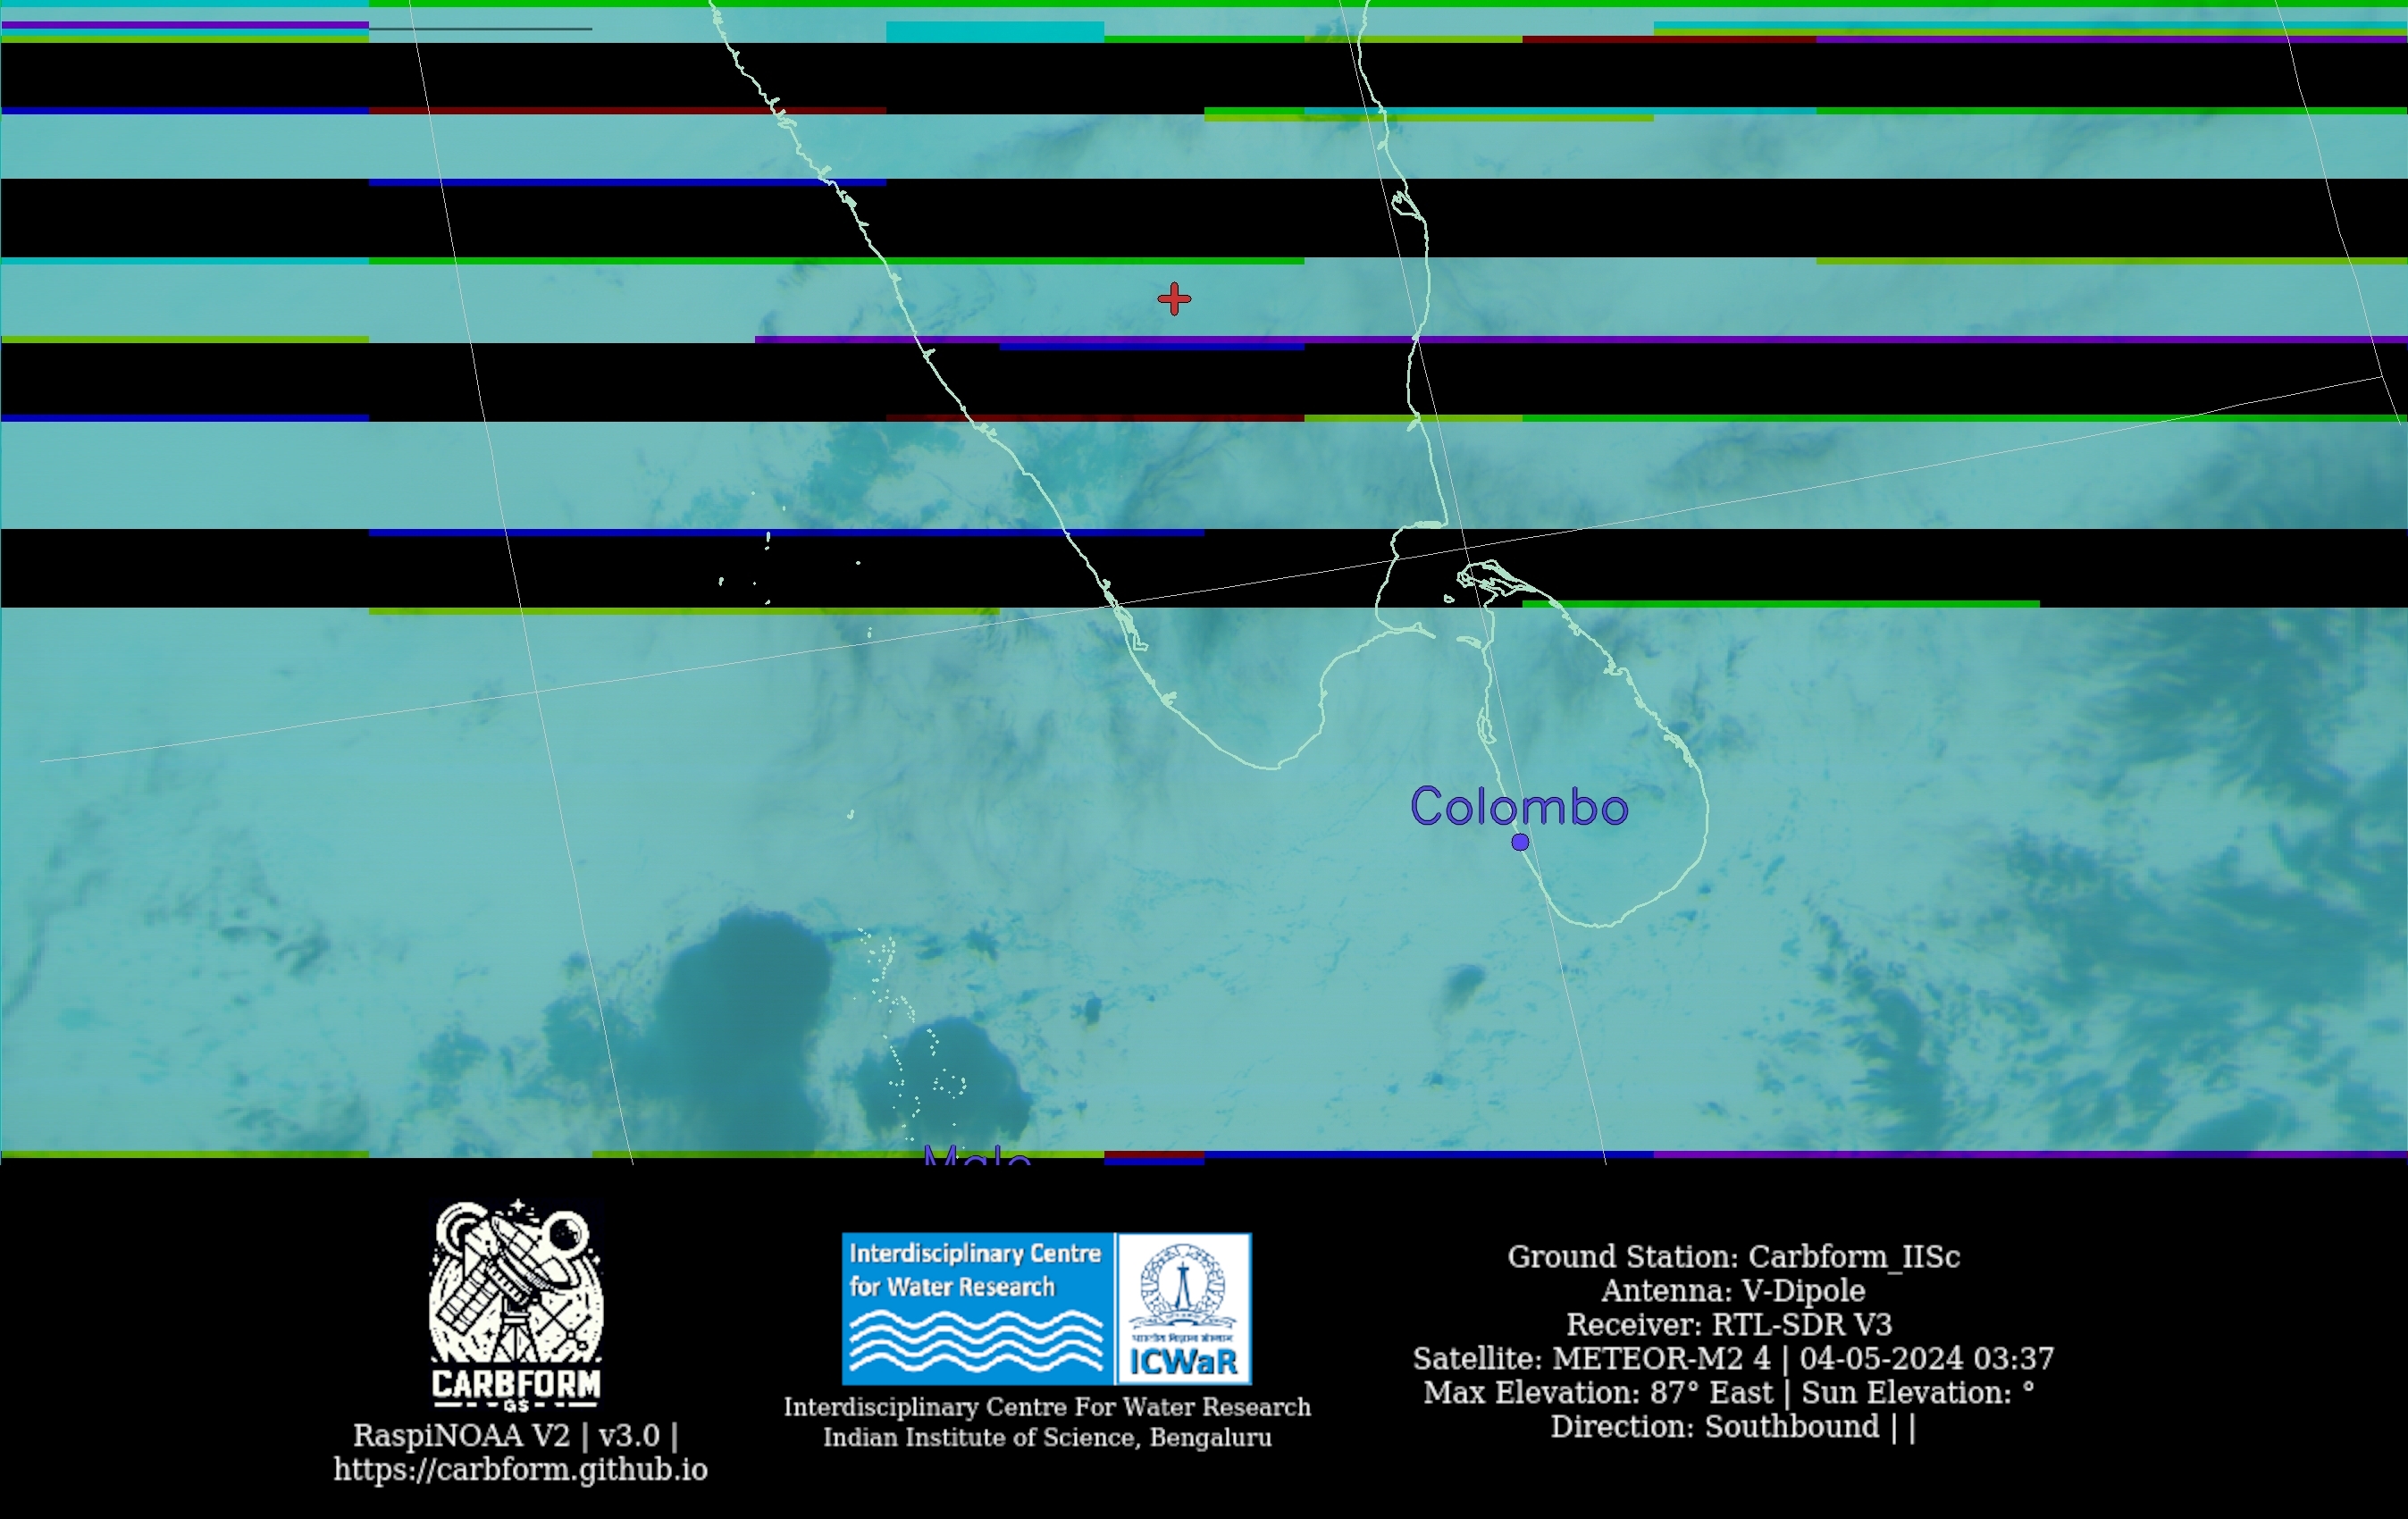 Colombo
Male
CARBFORM
GS
RaspiNOAA V2 | v3.0 |
https://carbform.github.io
Interdisciplinary Centre
for Water Research
ICWaR
Interdisciplinary Centre For Water Research
Indian Institute of Science, Bengaluru
Ground Station: Carbform_IISc
Antenna: V-Dipole
Receiver: RTL-SDR V3
Satellite: METEOR-M2 4 | 04-05-2024 03:37
Max Elevation: 87° East | Sun Elevation: °
Direction: Southbound | |